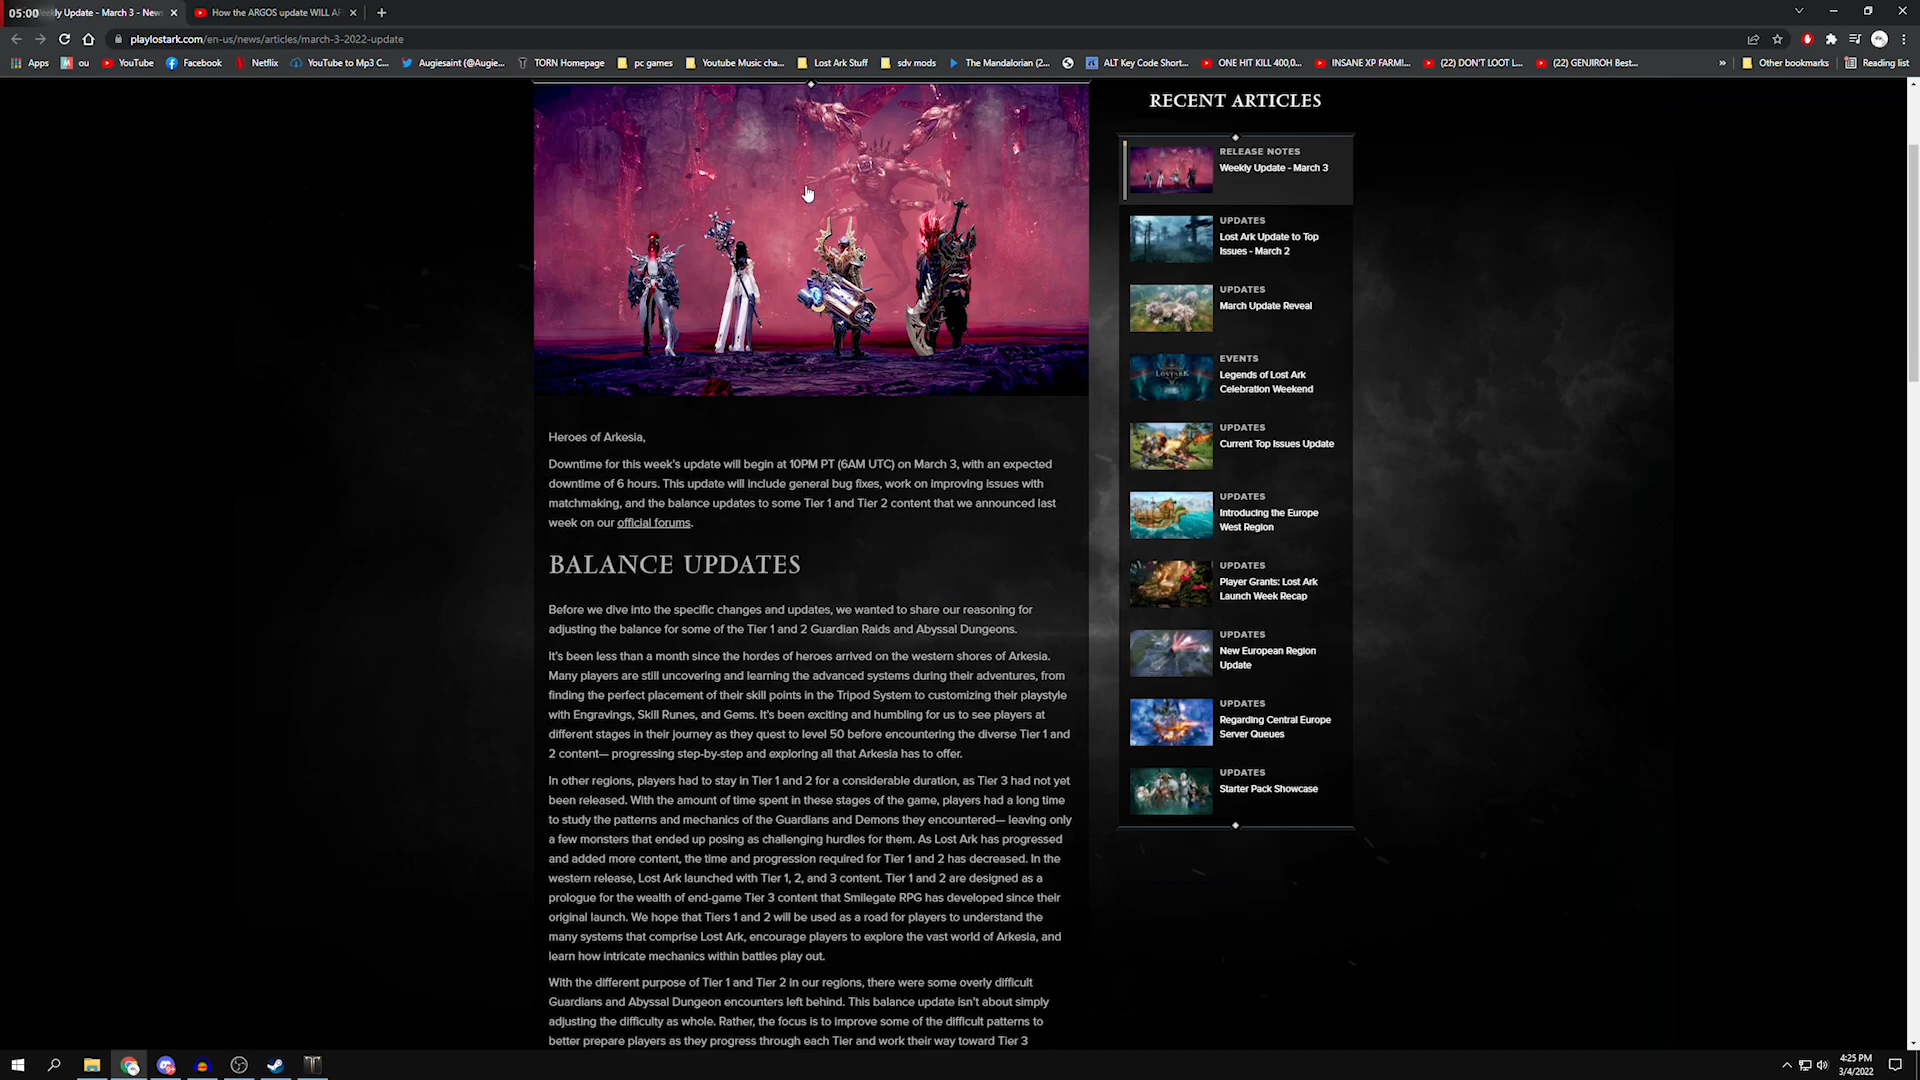 05:00
ekly Update - March 3 - New
How the ARGOS update WILL AF
playlostark.com/en-us/news/articles/march-3-2022-update
Apps
ou
YouTube
Facebook
Netflix
YouTube to Mp3 C...
Augiesaint (@Augie...
TORN Homepage
pc games
Youtube Music cha...
Lost Ark Stuff
sdv mods
The Mandalorian (2...
ALT Key Code Short...
ONE HIT KILL 400,0...
INSANE XP FARM!...
(22) DON'T LOOT L...
(22) GENJIROH Best...
»
Other bookmarks
Reading list
Heroes of Arkesia,
Downtime for this week's update will begin at 10PM PT (6AM UTC) on March 3, with an expected
downtime of 6 hours. This update will include general bug fixes, work on improving issues with
matchmaking, and the balance updates to some Tier 1 and Tier 2 content that we announced last
week on our official forums.
BALANCE UPDATES
Before we dive into the specific changes and updates, we wanted to share our reasoning for
adjusting the balance for some of the Tier 1 and 2 Guardian Raids and Abyssal Dungeons.
It's been less than a month since the hordes of heroes arrived on the western shores of Arkesia.
Many players are still uncovering and learning the advanced systems during their adventures, from
finding the perfect placement of their skill points in the Tripod System to customizing their playstyle
with Engravings, Skill Runes, and Gems. It's been exciting and humbling for us to see players at
different stages in their journey as they quest to level 50 before encountering the diverse Tier 1 and
2 content— progressing step-by-step and exploring all that Arkesia has to offer.
In other regions, players had to stay in Tier 1 and 2 for a considerable duration, as Tier 3 had not yet
been released. With the amount of time spent in these stages of the game, players had a long time
to study the patterns and mechanics of the Guardians and Demons they encountered— leaving only
a few monsters that ended up posing as challenging hurdles for them. As Lost Ark has progressed
and added more content, the time and progression required for Tier 1 and 2 has decreased. In the
western release, Lost Ark launched with Tier 1, 2, and 3 content. Tier 1 and 2 are designed as a
prologue for the wealth of end-game Tier 3 content that Smilegate RPG has developed since their
original launch. We hope that Tiers 1 and 2 will be used as a road for players to understand the
many systems that comprise Lost Ark, encourage players to explore the vast world of Arkesia, and
learn how intricate mechanics within battles play out.
With the different purpose of Tier 1 and Tier 2 in our regions, there were some overly difficult
Guardians and Abyssal Dungeon encounters left behind. This balance update isn't about simply
adjusting the difficulty as whole. Rather, the focus is to improve some of the difficult patterns to
better prepare players as they progress through each Tier and work their way toward Tier 3
RECENT ARTICLES
RELEASE NOTES
Weekly Update - March 3
UPDATES
Lost Ark Update to Top
Issues - March 2
UPDATES
March Update Reveal
EVENTS
Legends of Lost Ark
Celebration Weekend
LOST ARK
UPDATES
Current Top Issues Update
UPDATES
Introducing the Europe
West Region
UPDATES
Player Grants: Lost Ark
Launch Week Recap
UPDATES
New European Region
Update
UPDATES
Regarding Central Europe
Server Queues
UPDATES
Starter Pack Showcase
4:25 PM
3/4/2022